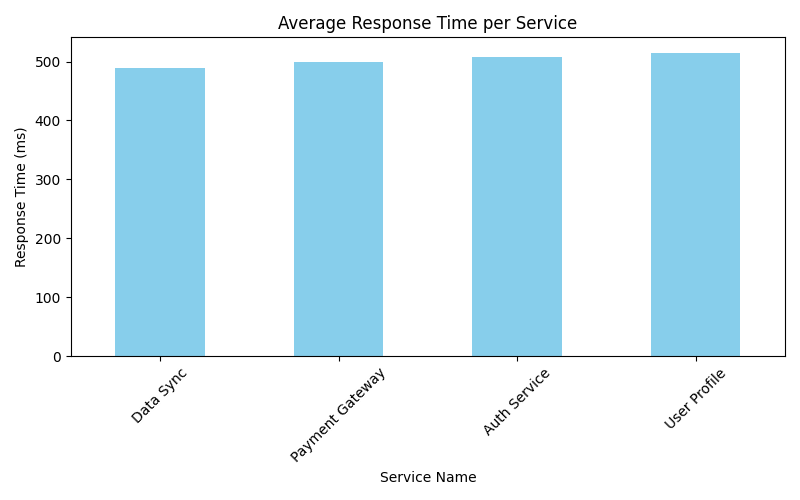 Average Response Time per Service
Response Time (ms)
500
400
300
200
100
0
Data Sync
Payment Gateway
Auth Service
User Profile
Service Name